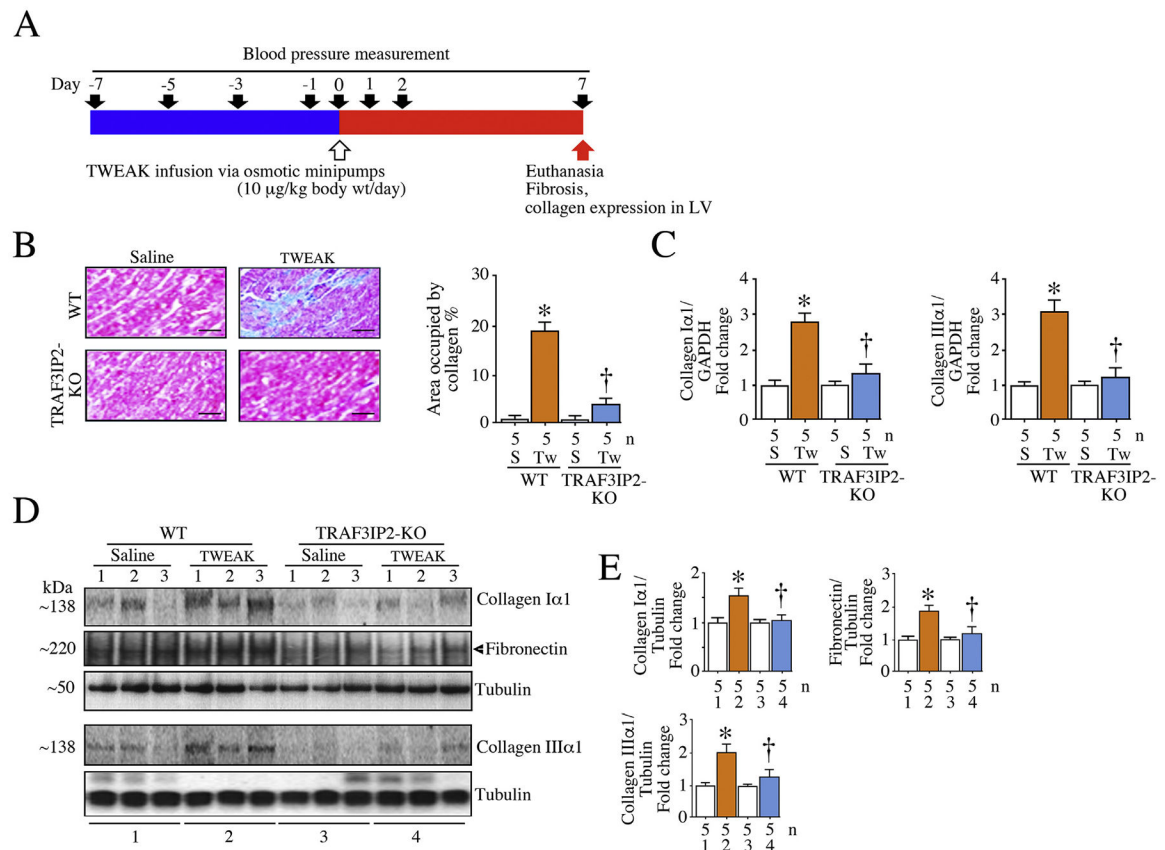 A
Blood pressure measurement
Day -7 -5 -3 -1 0 1 2 7
TWEAK infusion via osmotic minipumps
(10 µg/kg body wt/day)
Euthanasia
Fibrosis,
collagen expression in LV
B
Saline TWEAK
WT
TRAF3IP2-
KO
Area occupied by
collagen %
30
20
10
0
*
†
5 5 5 5 n
S Tw S Tw
WT TRAF3IP2-
KO
C
Collagen Iα1/
GAPDH
Fold change
4
3
2
1
0
*
†
5 5 5 5 n
S Tw S Tw
WT TRAF3IP2-
KO
Collagen IIIα1/
GAPDH
Fold change
4
3
2
1
0
*
†
5 5 5 5 n
S Tw S Tw
WT TRAF3IP2-
KO
D
WT TRAF3IP2-KO
Saline TWEAK Saline TWEAK
1 2 3 1 2 3 1 2 3 1 2 3
kDa
~138 Collagen Iα1
~220 Fibronectin
~50 Tubulin
~138 Collagen IIIα1
Tubulin
1 2 3 4
E
Collagen Iα1/
Tubulin
Fold change
2
1
0
*
†
5 5 5 5 n
1 2 3 4
Fibronectin/
Tubulin
Fold change
3
2
1
0
*
†
5 5 5 5 n
1 2 3 4
Collagen IIIα1/
Tubulin
Fold change
3
2
1
0
*
†
5 5 5 5 n
1 2 3 4